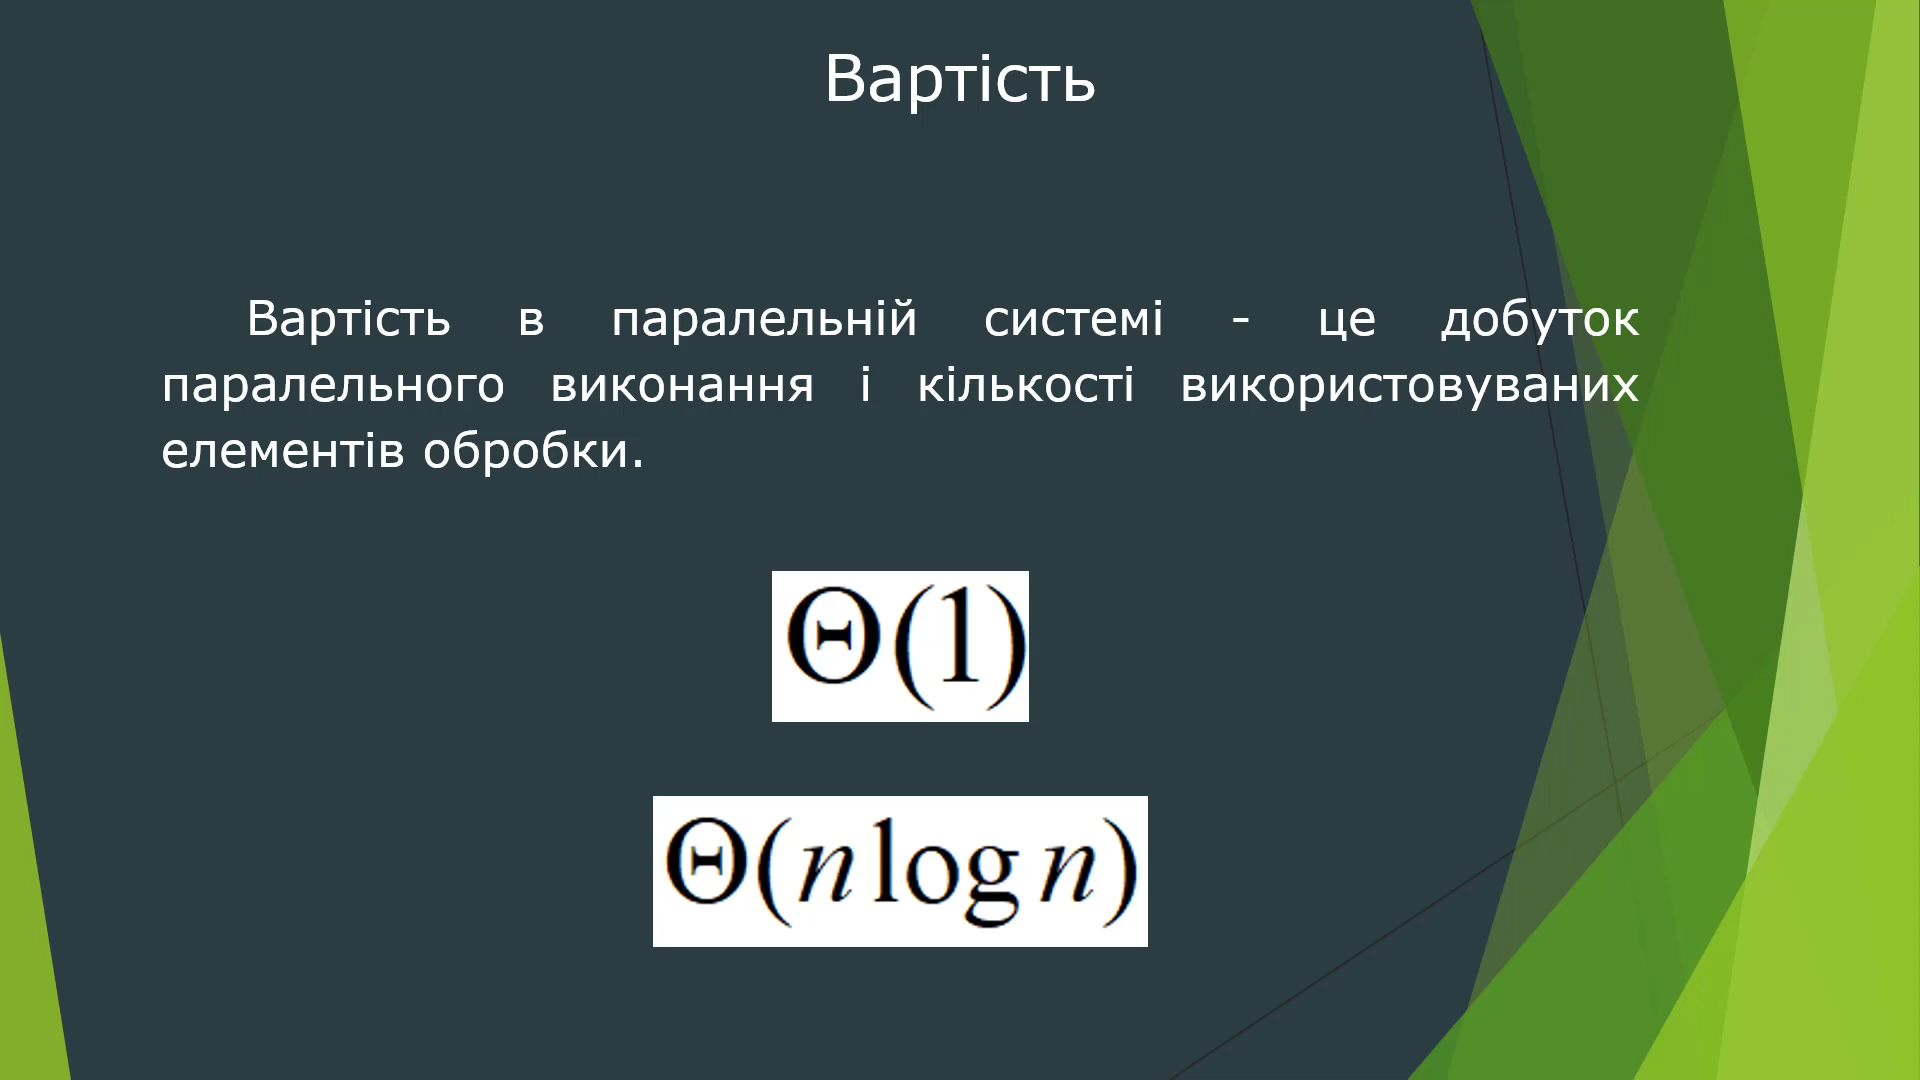 Вартість
Вартість в паралельній системі - це добуток
паралельного виконання і кількості використовуваних
елементів обробки.
Θ(1)
Θ(n log n)